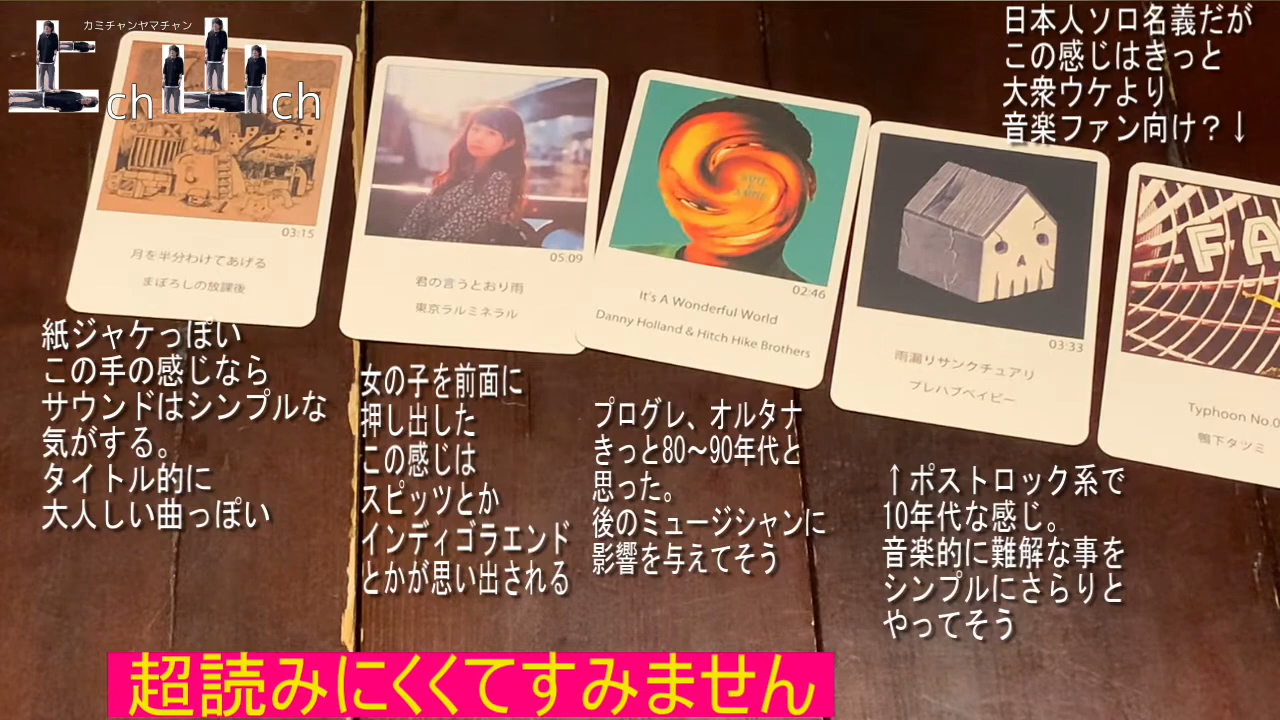 カミチャンヤマチャン
上ch 山ch
日本人ソロ名義だが
この感じはきっと
大衆ウケより
音楽ファン向け？↓
03:15
月を半分わけてあげる
まぼろしの放課後
05:09
君の言うとおり雨
東京ラルミネラル
02:46
It's A Wonderful World
Danny Holland & Hitch Hike Brothers
03:33
雨漏りサンクチュアリ
プレハブベイビー
FA
Typhoon No.
鴨下タツミ
紙ジャケっぽい
この手の感じなら
サウンドはシンプルな
気がする。
タイトル的に
大人しい曲っぽい
女の子を前面に
押し出した
この感じは
スピッツとか
インディゴラエンド
とかが思い出される
プログレ、オルタナ
きっと80～90年代と
思った。
後のミュージシャンに
影響を与えてそう
↑ポストロック系で
10年代な感じ。
音楽的に難解な事を
シンプルにさらりと
やってそう
超読みにくくてすみません